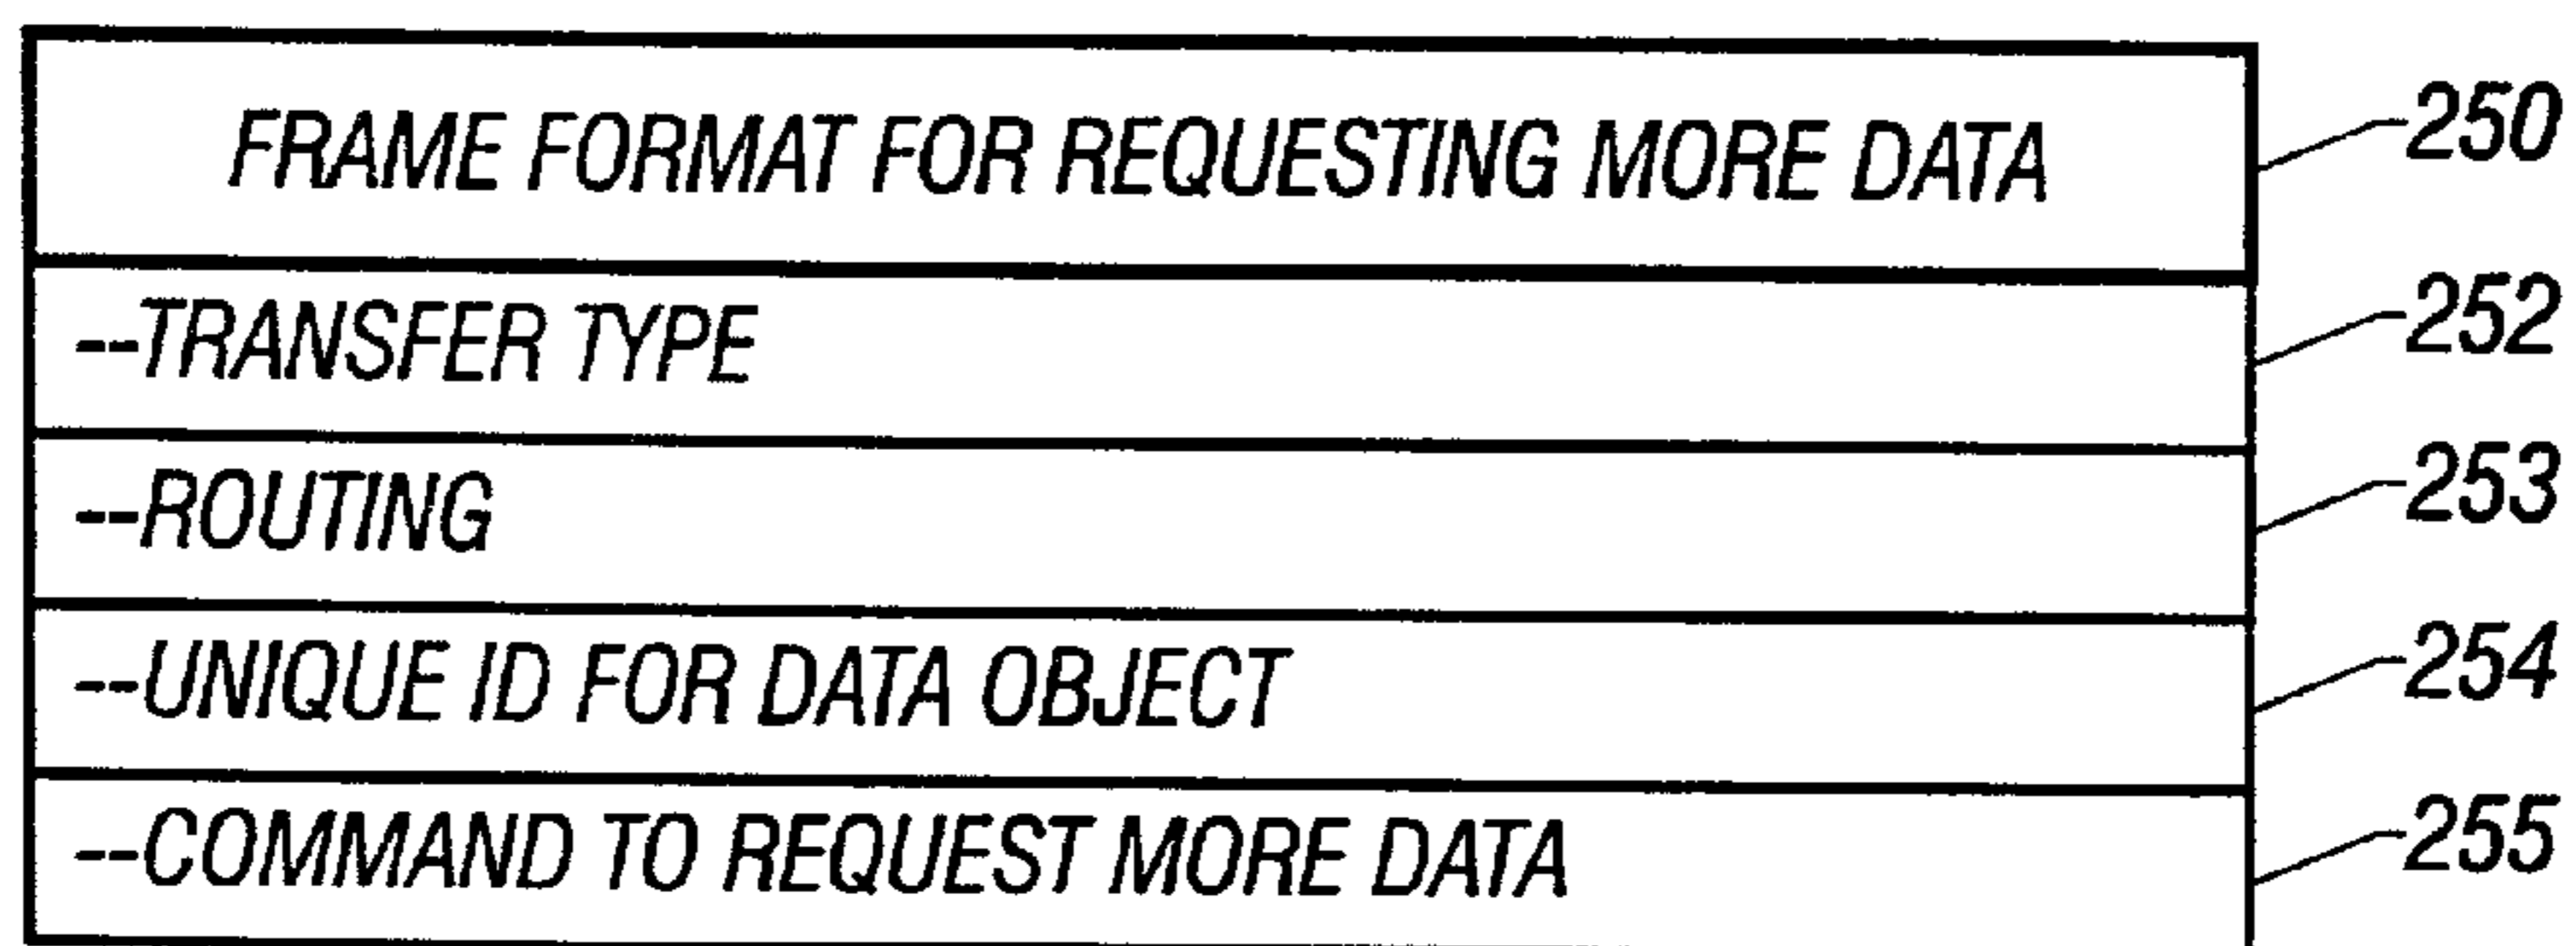 FRAME FORMAT FOR REQUESTING MORE DATA 250
--TRANSFER TYPE 252
--ROUTING 253
--UNIQUE ID FOR DATA OBJECT 254
--COMMAND TO REQUEST MORE DATA 255